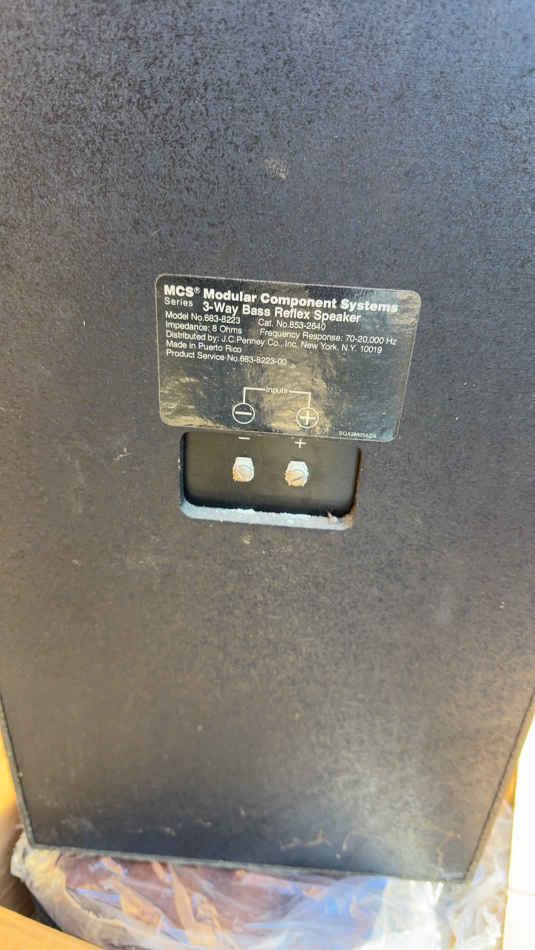 MCS® Modular Component Systems
Series 3-Way Bass Reflex Speaker
Model No.683-8223 Cat. No.853-2640
Impedance: 8 Ohms Frequency Response: 70-20,000 Hz
Distributed by: J.C.Penney Co., Inc. New York, N.Y. 10019
Made in Puerto Rico
Product Service No.683-8223-00
Inputs
− +
− +